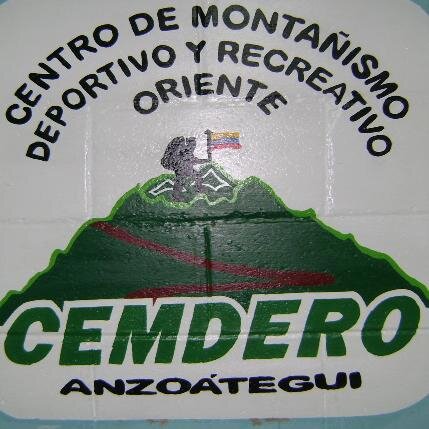 CENTRO DE MONTAÑISMO
DEPORTIVO Y RECREATIVO
ORIENTE
CEMDERO
ANZOÁTEGUI